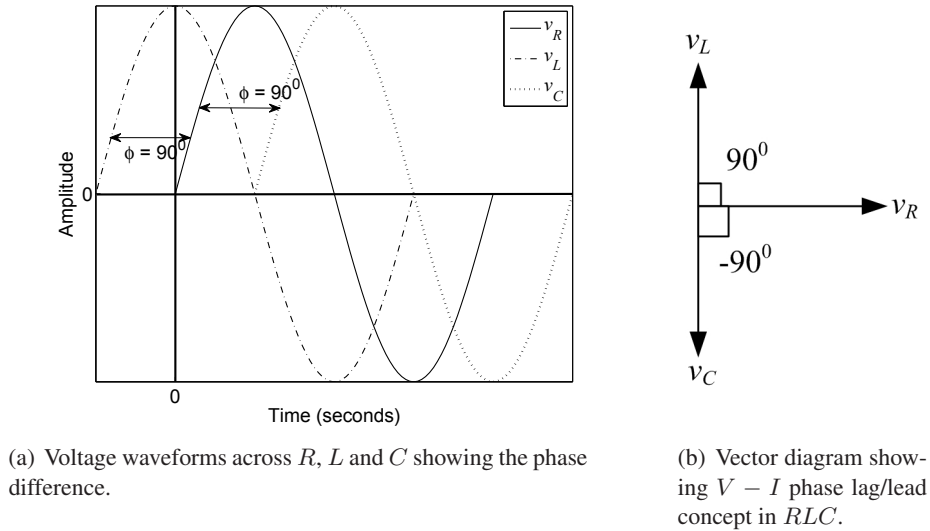 v_R
v_L
v_C
ϕ = 90⁰
ϕ = 90⁰
Amplitude
0
0
Time (seconds)
(a) Voltage waveforms across R, L and C showing the phase
difference.
v_L
90⁰
v_R
-90⁰
v_C
(b) Vector diagram show-
ing V − I phase lag/lead
concept in RLC.